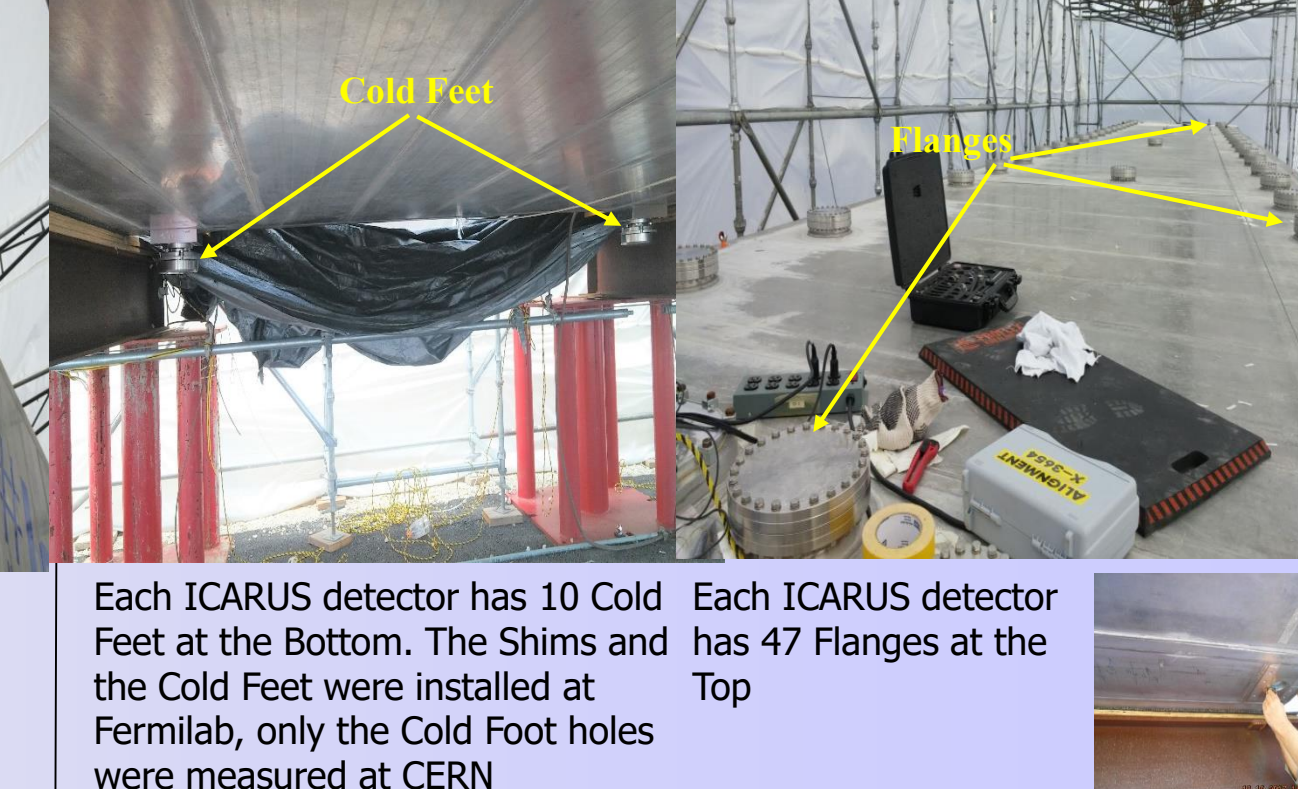 Cold Feet
Flanges
ALIGNMENT
X-3654
Each ICARUS detector has 10 Cold
Feet at the Bottom. The Shims and
the Cold Feet were installed at
Fermilab, only the Cold Foot holes
were measured at CERN
Each ICARUS detector
has 47 Flanges at the
Top